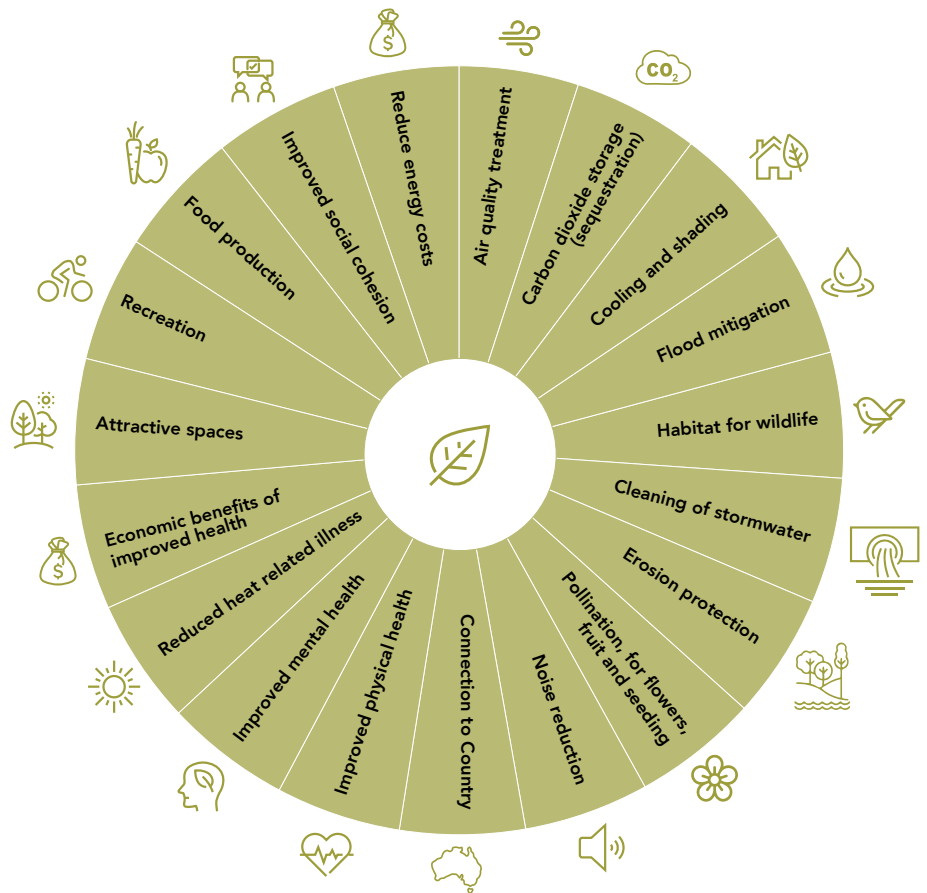 Air quality treatment
Carbon dioxide storage
(sequestration)
Cooling and shading
Flood mitigation
Habitat for wildlife
Cleaning of stormwater
Erosion protection
Pollination, for flowers,
fruit and seeding
Noise reduction
Connection to Country
Improved physical health
Improved mental health
Reduced heat related illness
Economic benefits of
improved health
Attractive spaces
Recreation
Food production
Improved social cohesion
Reduce energy costs
$
CO2
$